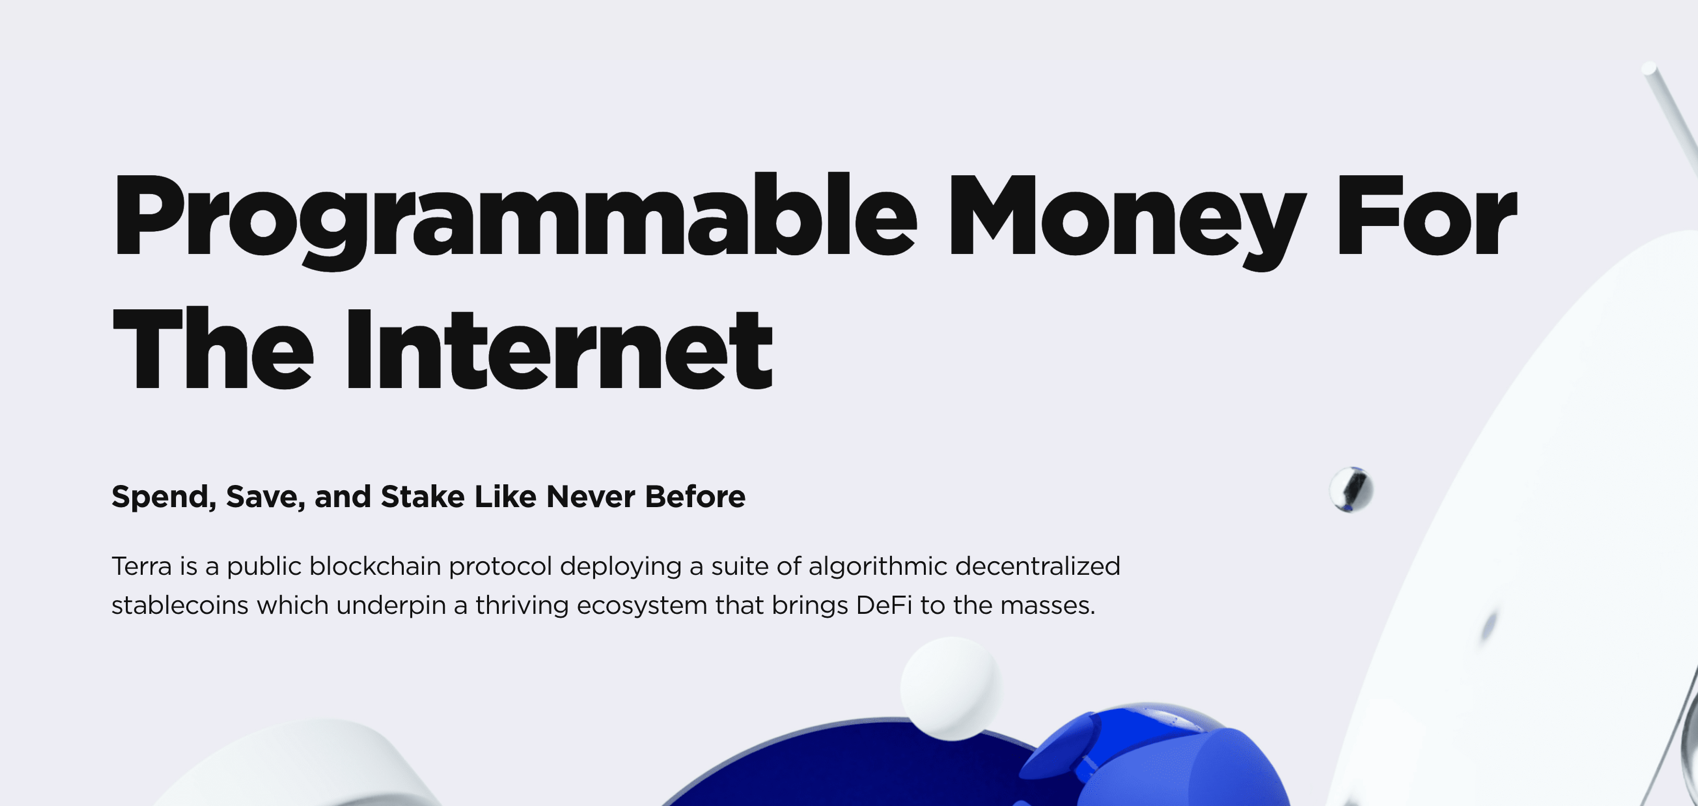 Programmable Money For
The Internet
Spend, Save, and Stake Like Never Before
Terra is a public blockchain protocol deploying a suite of algorithmic decentralized
stablecoins which underpin a thriving ecosystem that brings DeFi to the masses.